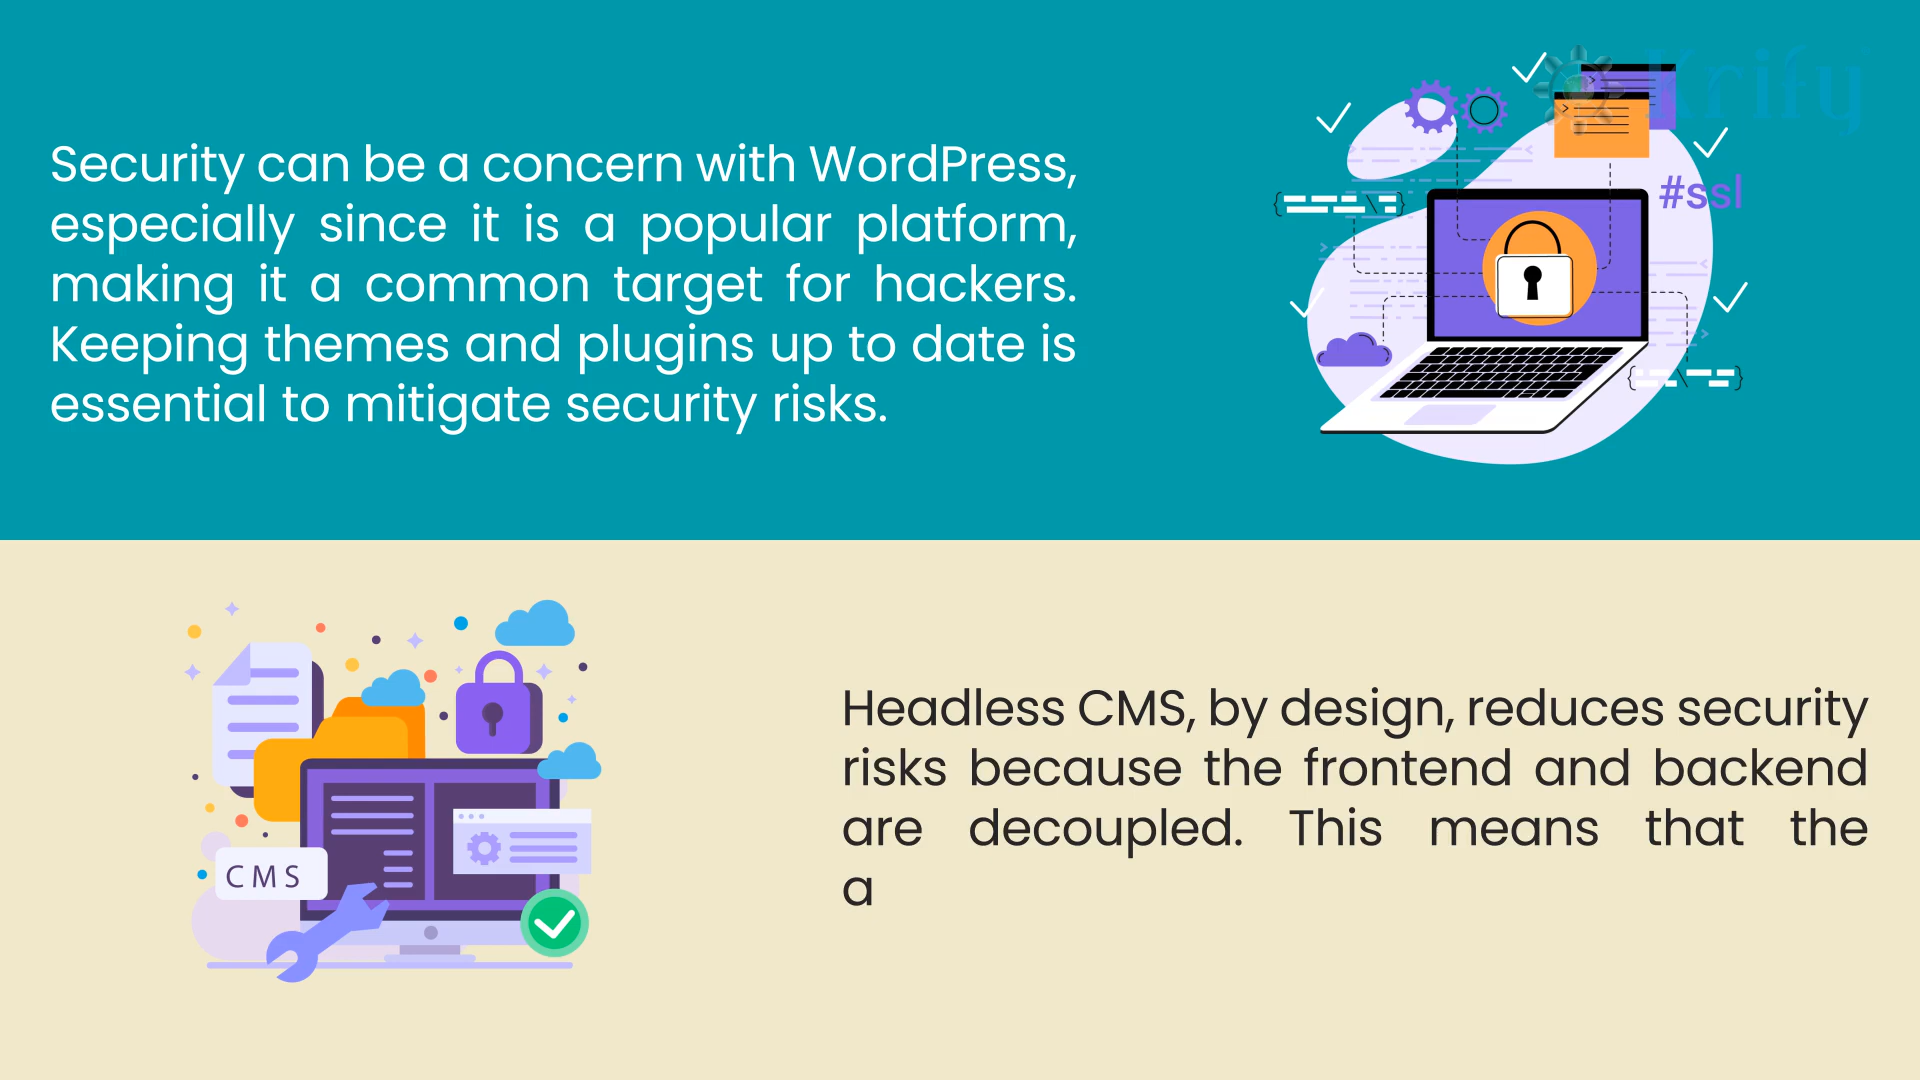 Krify
Security can be a concern with WordPress,
especially since it is a popular platform,
making it a common target for hackers.
Keeping themes and plugins up to date is
essential to mitigate security risks.
#ssl
Headless CMS, by design, reduces security
risks because the frontend and backend
are decoupled. This means that the
a
CMS